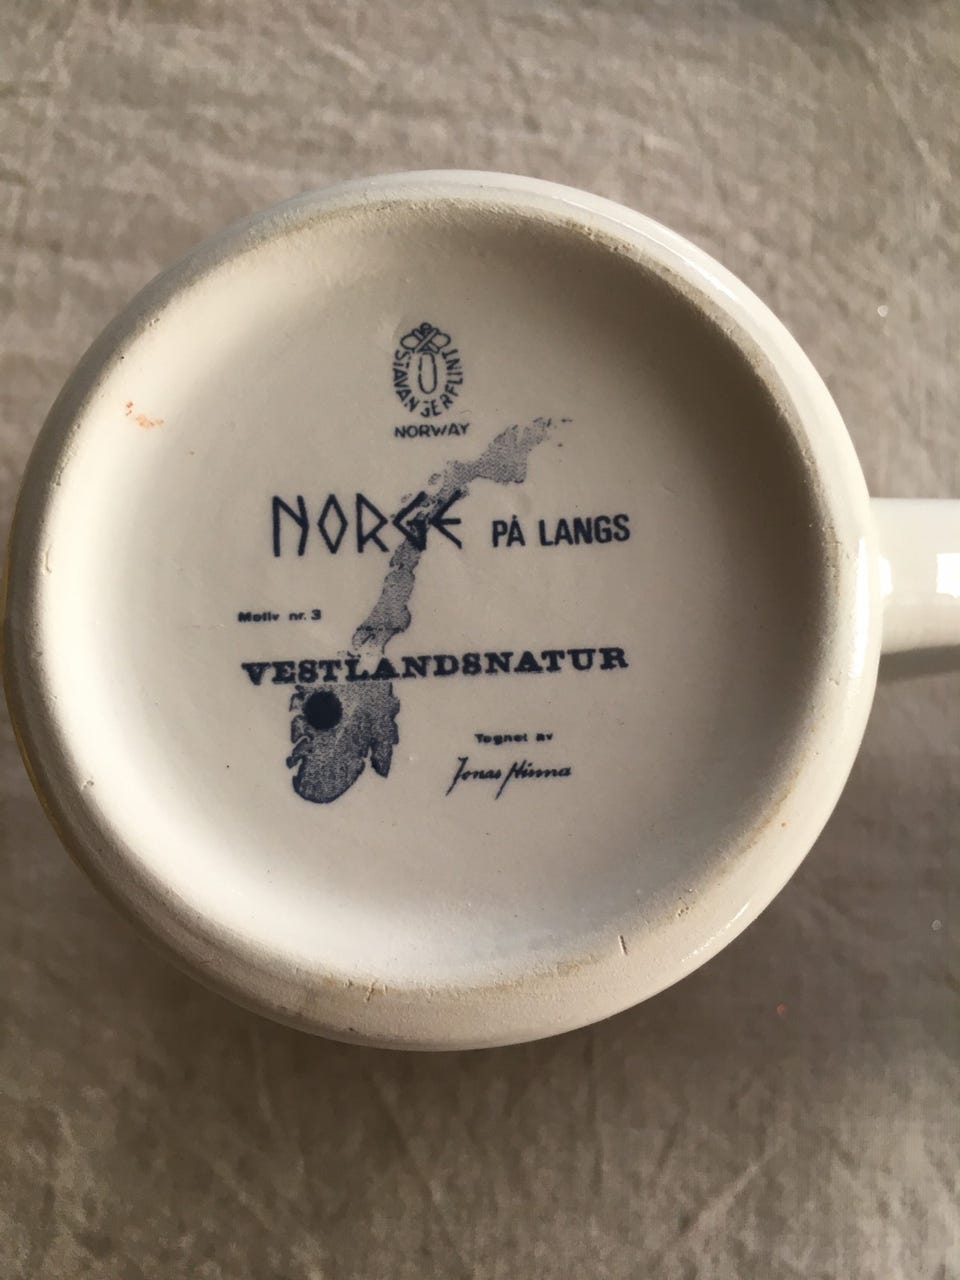 STAVANGERFLINT
NORWAY
NORGE PÅ LANGS
Motiv nr. 3
VESTLANDSNATUR
Tegnet av
Jonas Hinna